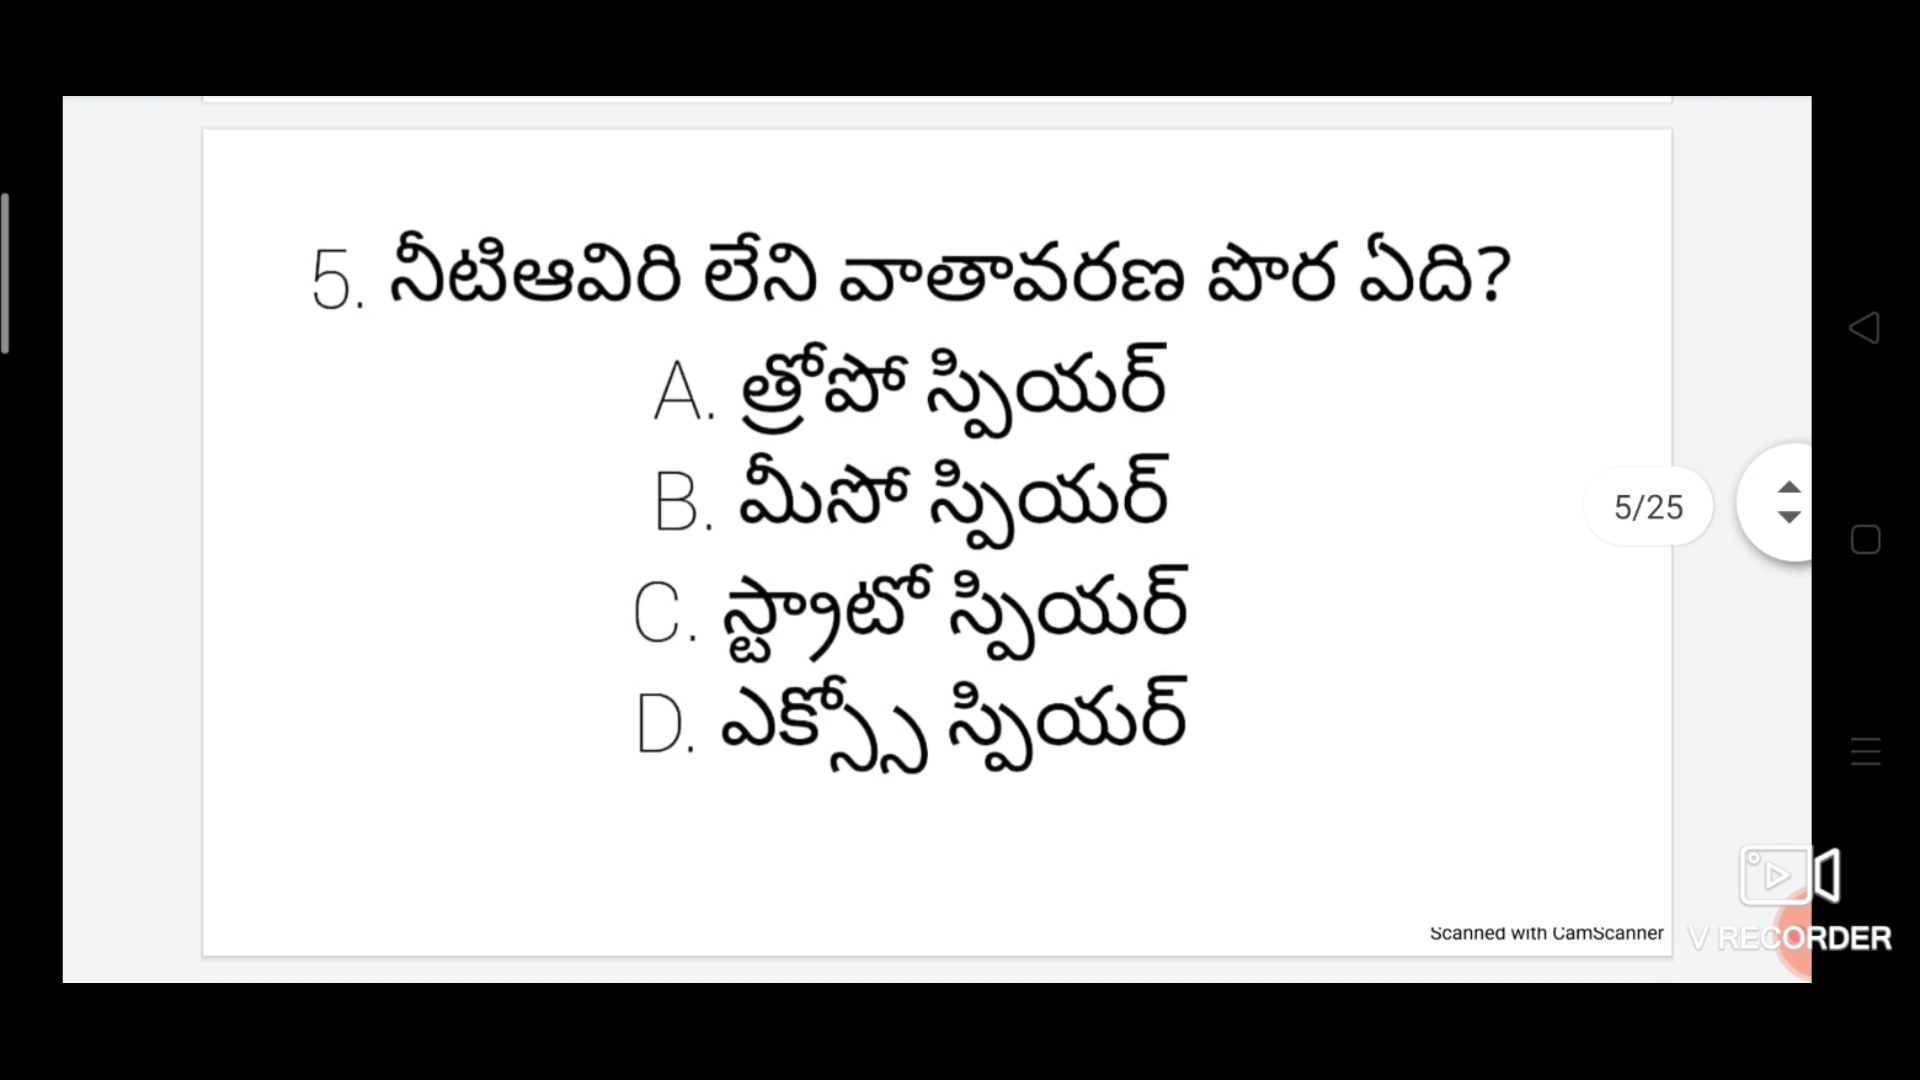 5. నీటిఆవిరి లేని వాతావరణ పొర ఏది?
A. త్రోపో స్పియర్
B. మీసో స్పియర్
C. స్ట్రాటో స్పియర్
D. ఎక్స్సో స్పియర్
5/25
Scanned with CamScanner
V RECORDER